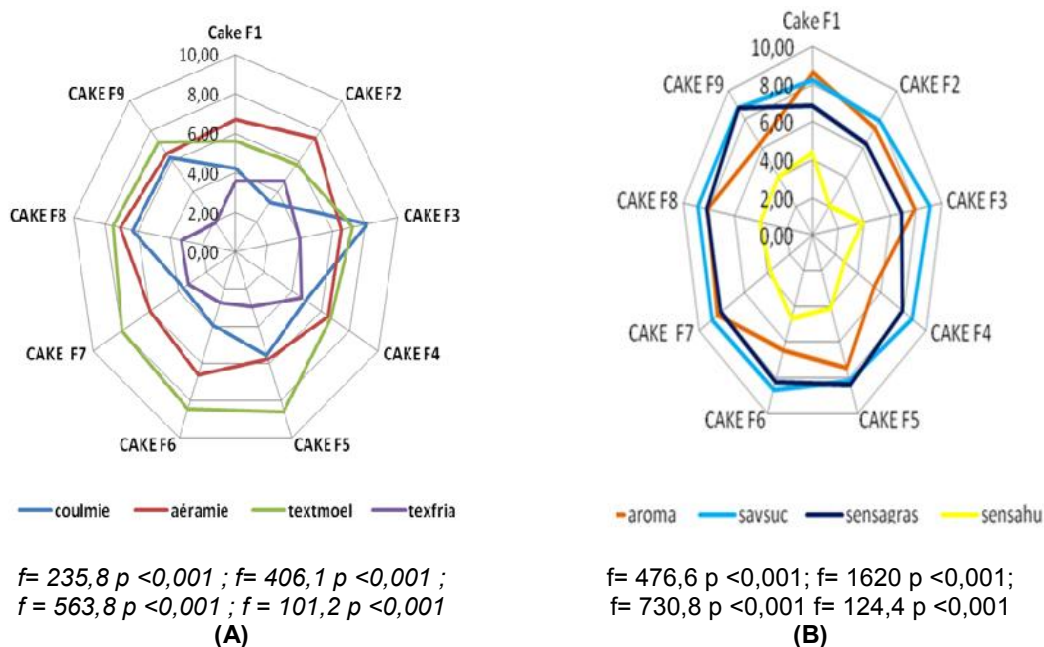 Cake F1
10,00
8,00
6,00
4,00
2,00
0,00
CAKE F2
CAKE F3
CAKE F4
CAKE F5
CAKE F6
CAKE F7
CAKE F8
CAKE F9
coulmie aéramie textmoel texfria
f= 235,8 p <0,001 ; f= 406,1 p <0,001 ;
f = 563,8 p <0,001 ; f = 101,2 p <0,001
(A)
Cake F1
10,00
8,00
6,00
4,00
2,00
0,00
CAKE F2
CAKE F3
CAKE F4
CAKE F5
CAKE F6
CAKE F7
CAKE F8
CAKE F9
aroma savsuc sensagras sensahu
f= 476,6 p <0,001; f= 1620 p <0,001;
f= 730,8 p <0,001 f= 124,4 p <0,001
(B)